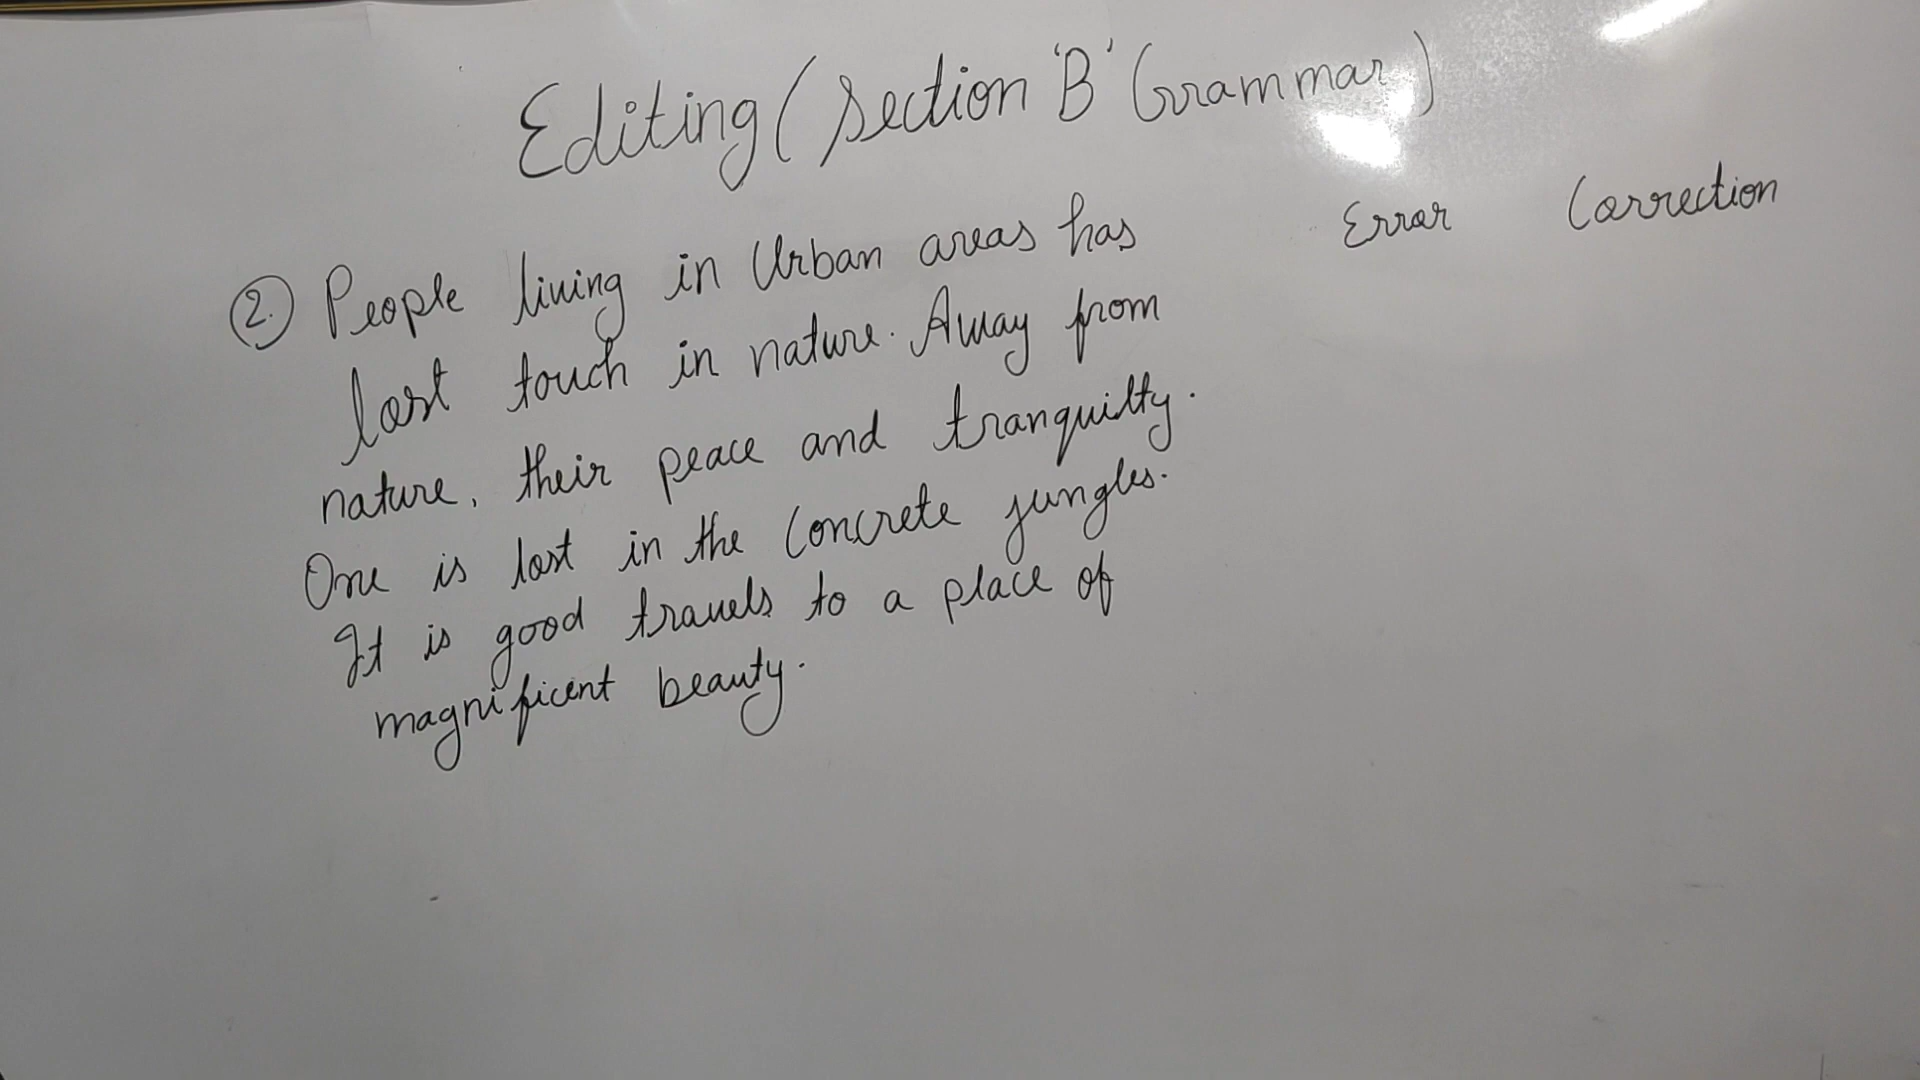 Editing (Section 'B' Grammar)
Error Correction
2. People living in Urban areas has
lost touch in nature. Away from
nature, their peace and tranquilty.
One is lost in the Concrete jungles.
It is good travels to a place of
magnificent beauty.